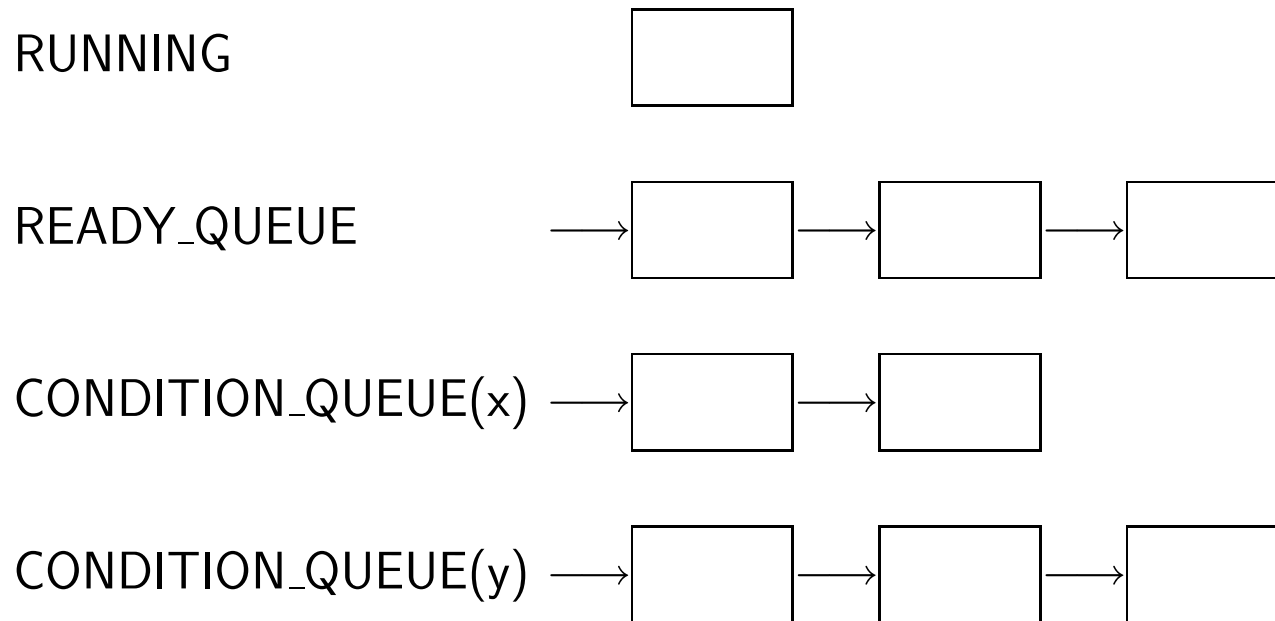 RUNNING
READY_QUEUE
CONDITION_QUEUE(x)
CONDITION_QUEUE(y)